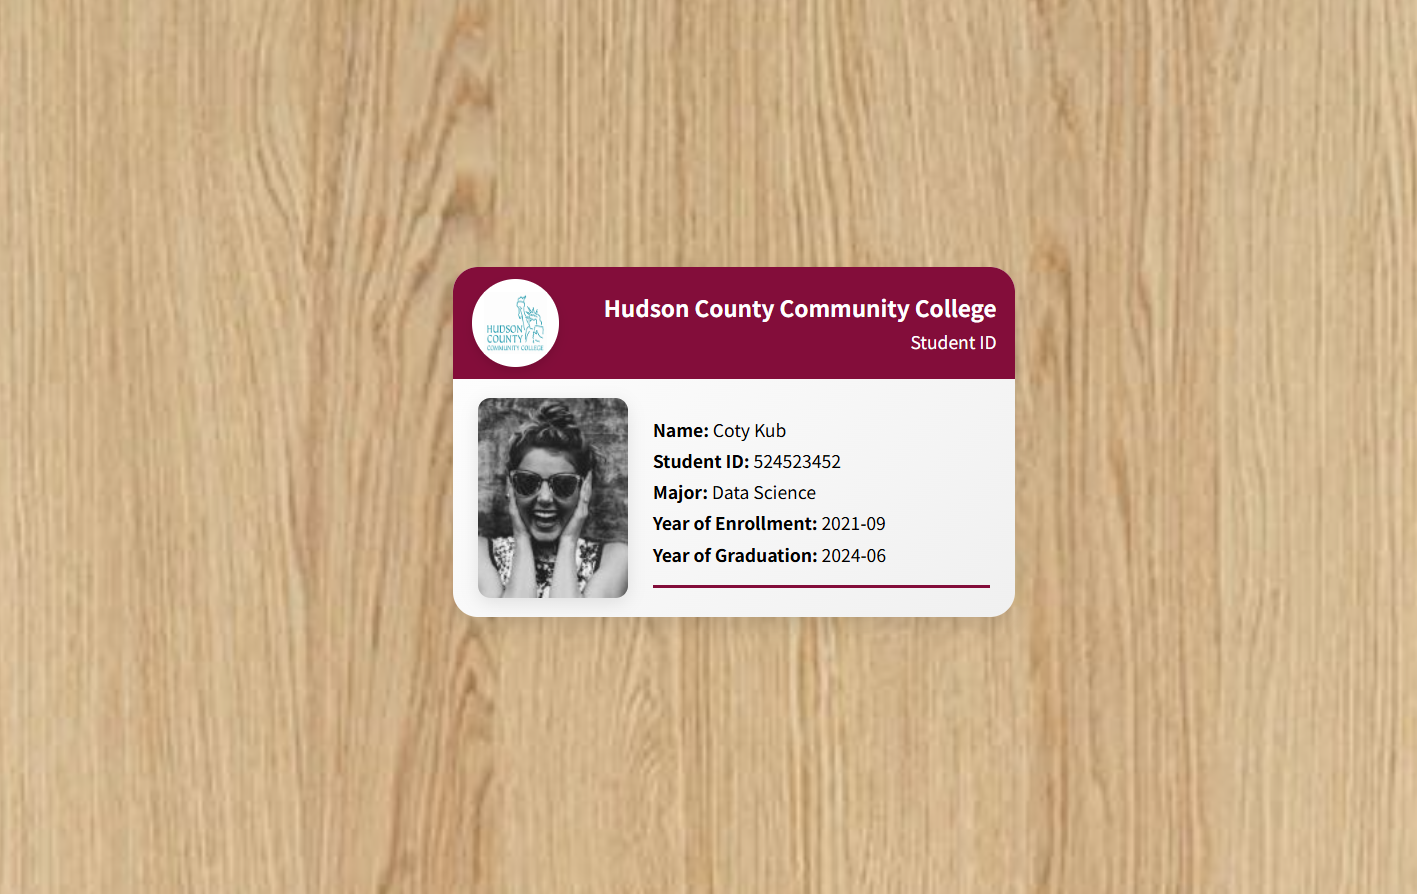 HUDSON
COUNTY
COMMUNITY COLLEGE
Hudson County Community College
Student ID
Name: Coty Kub
Student ID: 524523452
Major: Data Science
Year of Enrollment: 2021-09
Year of Graduation: 2024-06